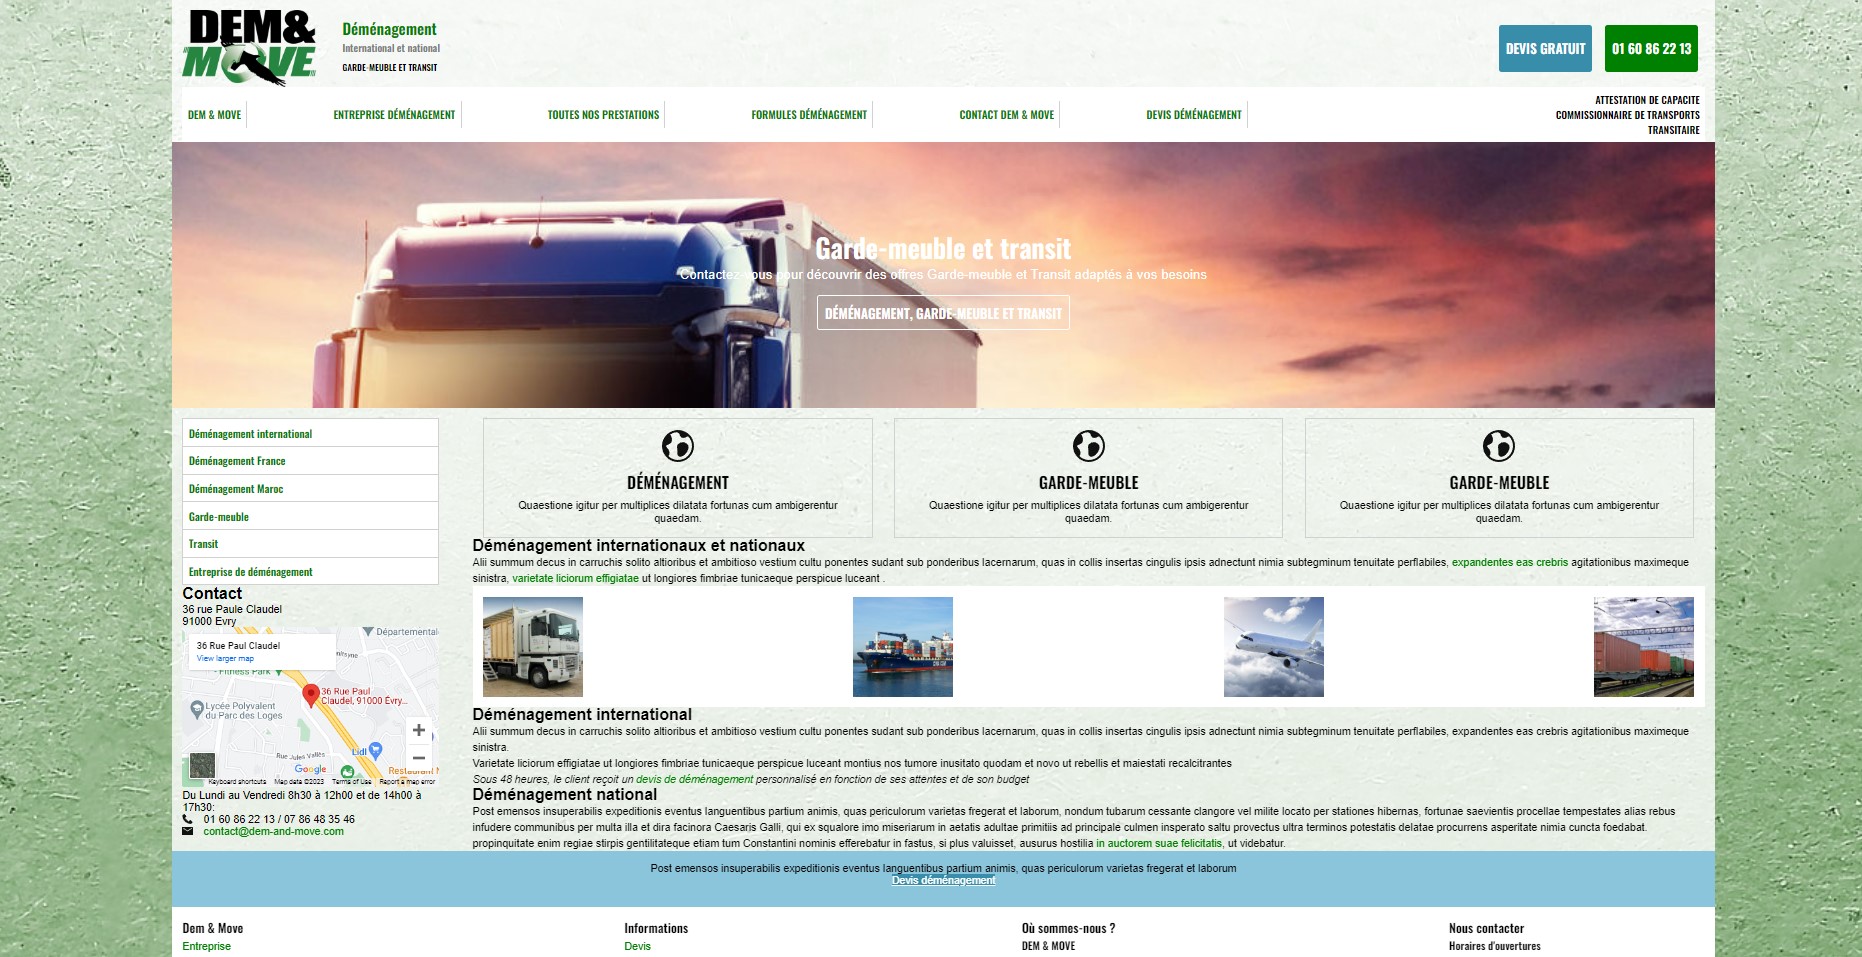 DEM&
MOVE
Déménagement
International et national
GARDE-MEUBLE ET TRANSIT
DEVIS GRATUIT
01 60 86 22 13
DEM & MOVE
ENTREPRISE DÉMÉNAGEMENT
TOUTES NOS PRESTATIONS
FORMULES DÉMÉNAGEMENT
CONTACT DEM & MOVE
DEVIS DÉMÉNAGEMENT
ATTESTATION DE CAPACITE
COMMISSIONNAIRE DE TRANSPORTS
TRANSITAIRE
Garde-meuble et transit
Contactez-vous pour découvrir des offres Garde-meuble et Transit adaptés à vos besoins
DÉMÉNAGEMENT, GARDE-MEUBLE ET TRANSIT
Déménagement international
Déménagement France
Déménagement Maroc
Garde-meuble
Transit
Entreprise de déménagement
Contact
36 rue Paule Claudel
91000 Evry
Départementale
36 Rue Paul Claudel
View larger map
Fitness Park
36 Rue Paul
Claudel, 91000 Évry...
Lycée Polyvalent
du Parc des Loges
Rue Jules Vallès
Lidl
Google
Restaurant M
Keyboard shortcuts Map data ©2023 Terms of Use Report a map error
Du Lundi au Vendredi 8h30 à 12h00 et de 14h00 à
17h30:
01 60 86 22 13 / 07 86 48 35 46
contact@dem-and-move.com
DÉMÉNAGEMENT
Quaestione igitur per multiplices dilatata fortunas cum ambigerentur
quaedam.
GARDE-MEUBLE
Quaestione igitur per multiplices dilatata fortunas cum ambigerentur
quaedam.
GARDE-MEUBLE
Quaestione igitur per multiplices dilatata fortunas cum ambigerentur
quaedam.
Déménagement internationaux et nationaux
Alii summum decus in carruchis solito altioribus et ambitioso vestium cultu ponentes sudant sub ponderibus lacernarum, quas in collis insertas cingulis ipsis adnectunt nimia subtegminum tenuitate perflabiles, expandentes eas crebris agitationibus maximeque
sinistra, varietate liciorum effigiatae ut longiores fimbriae tunicaeque perspicue luceant .
Déménagement international
Alii summum decus in carruchis solito altioribus et ambitioso vestium cultu ponentes sudant sub ponderibus lacernarum, quas in collis insertas cingulis ipsis adnectunt nimia subtegminum tenuitate perflabiles, expandentes eas crebris agitationibus maximeque
sinistra.
Varietate liciorum effigiatae ut longiores fimbriae tunicaeque perspicue luceant montius nos tumore inusitato quodam et novo ut rebellis et maiestati recalcitrantes
Sous 48 heures, le client reçoit un devis de déménagement personnalisé en fonction de ses attentes et de son budget
Déménagement national
Post emensos insuperabilis expeditionis eventus languentibus partium animis, quas periculorum varietas fregerat et laborum, nondum tubarum cessante clangore vel milite locato per stationes hibernas, fortunae saevientis procellae tempestates alias rebus
infudere communibus per multa illa et dira facinora Caesaris Galli, qui ex squalore imo miseriarum in aetatis adultae primitiis ad principale culmen insperato saltu provectus ultra terminos potestatis delatae procurrens asperitate nimia cuncta foedabat.
propinquitate enim regiae stirpis gentilitateque etiam tum Constantini nominis efferebatur in fastus, si plus valuisset, ausurus hostilia in auctorem suae felicitatis, ut videbatur.
Post emensos insuperabilis expeditionis eventus languentibus partium animis, quas periculorum varietas fregerat et laborum
Devis déménagement
Dem & Move
Entreprise
Informations
Devis
Où sommes-nous ?
DEM & MOVE
Nous contacter
Horaires d'ouvertures